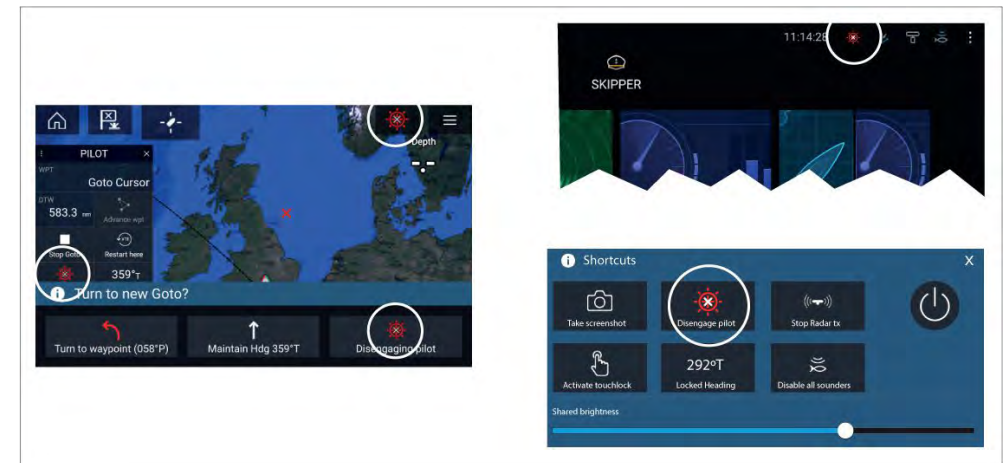 PILOT
×
WPT
Goto Cursor
DTW
583.3 nm
Advance wpt
Stop Goto
Restart here
359°T
Depth
--.-
Turn to new Goto?
Turn to waypoint (058°P)
Maintain Hdg 359°T
Disengaging pilot
11:14:28
SKIPPER
Shortcuts
X
Take screenshot
Disengage pilot
Stop Radar tx
Activate touchlock
292°T
Locked Heading
Disable all sounders
Shared brightness